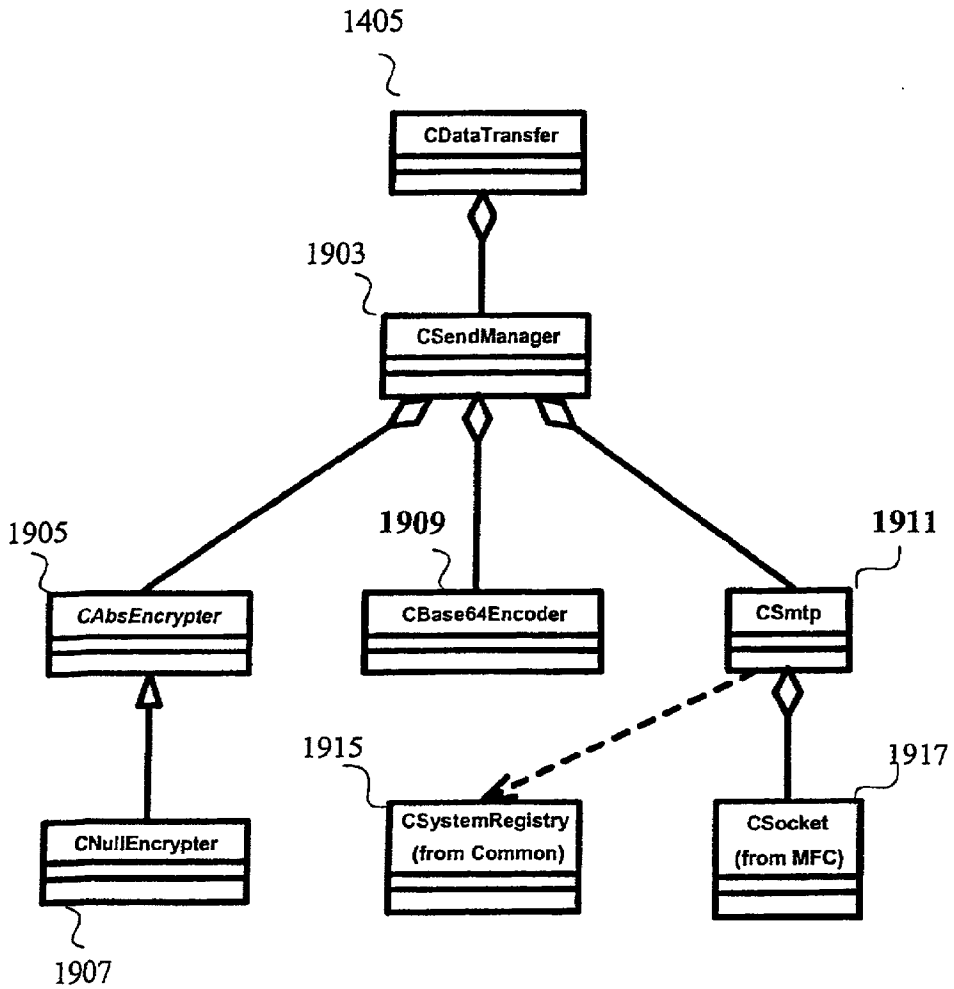 1405
CDataTransfer
1903
CSendManager
1905
CAbsEncrypter
1909
CBase64Encoder
1911
CSmtp
1907
CNullEncrypter
1915
CSystemRegistry
(from Common)
1917
CSocket
(from MFC)